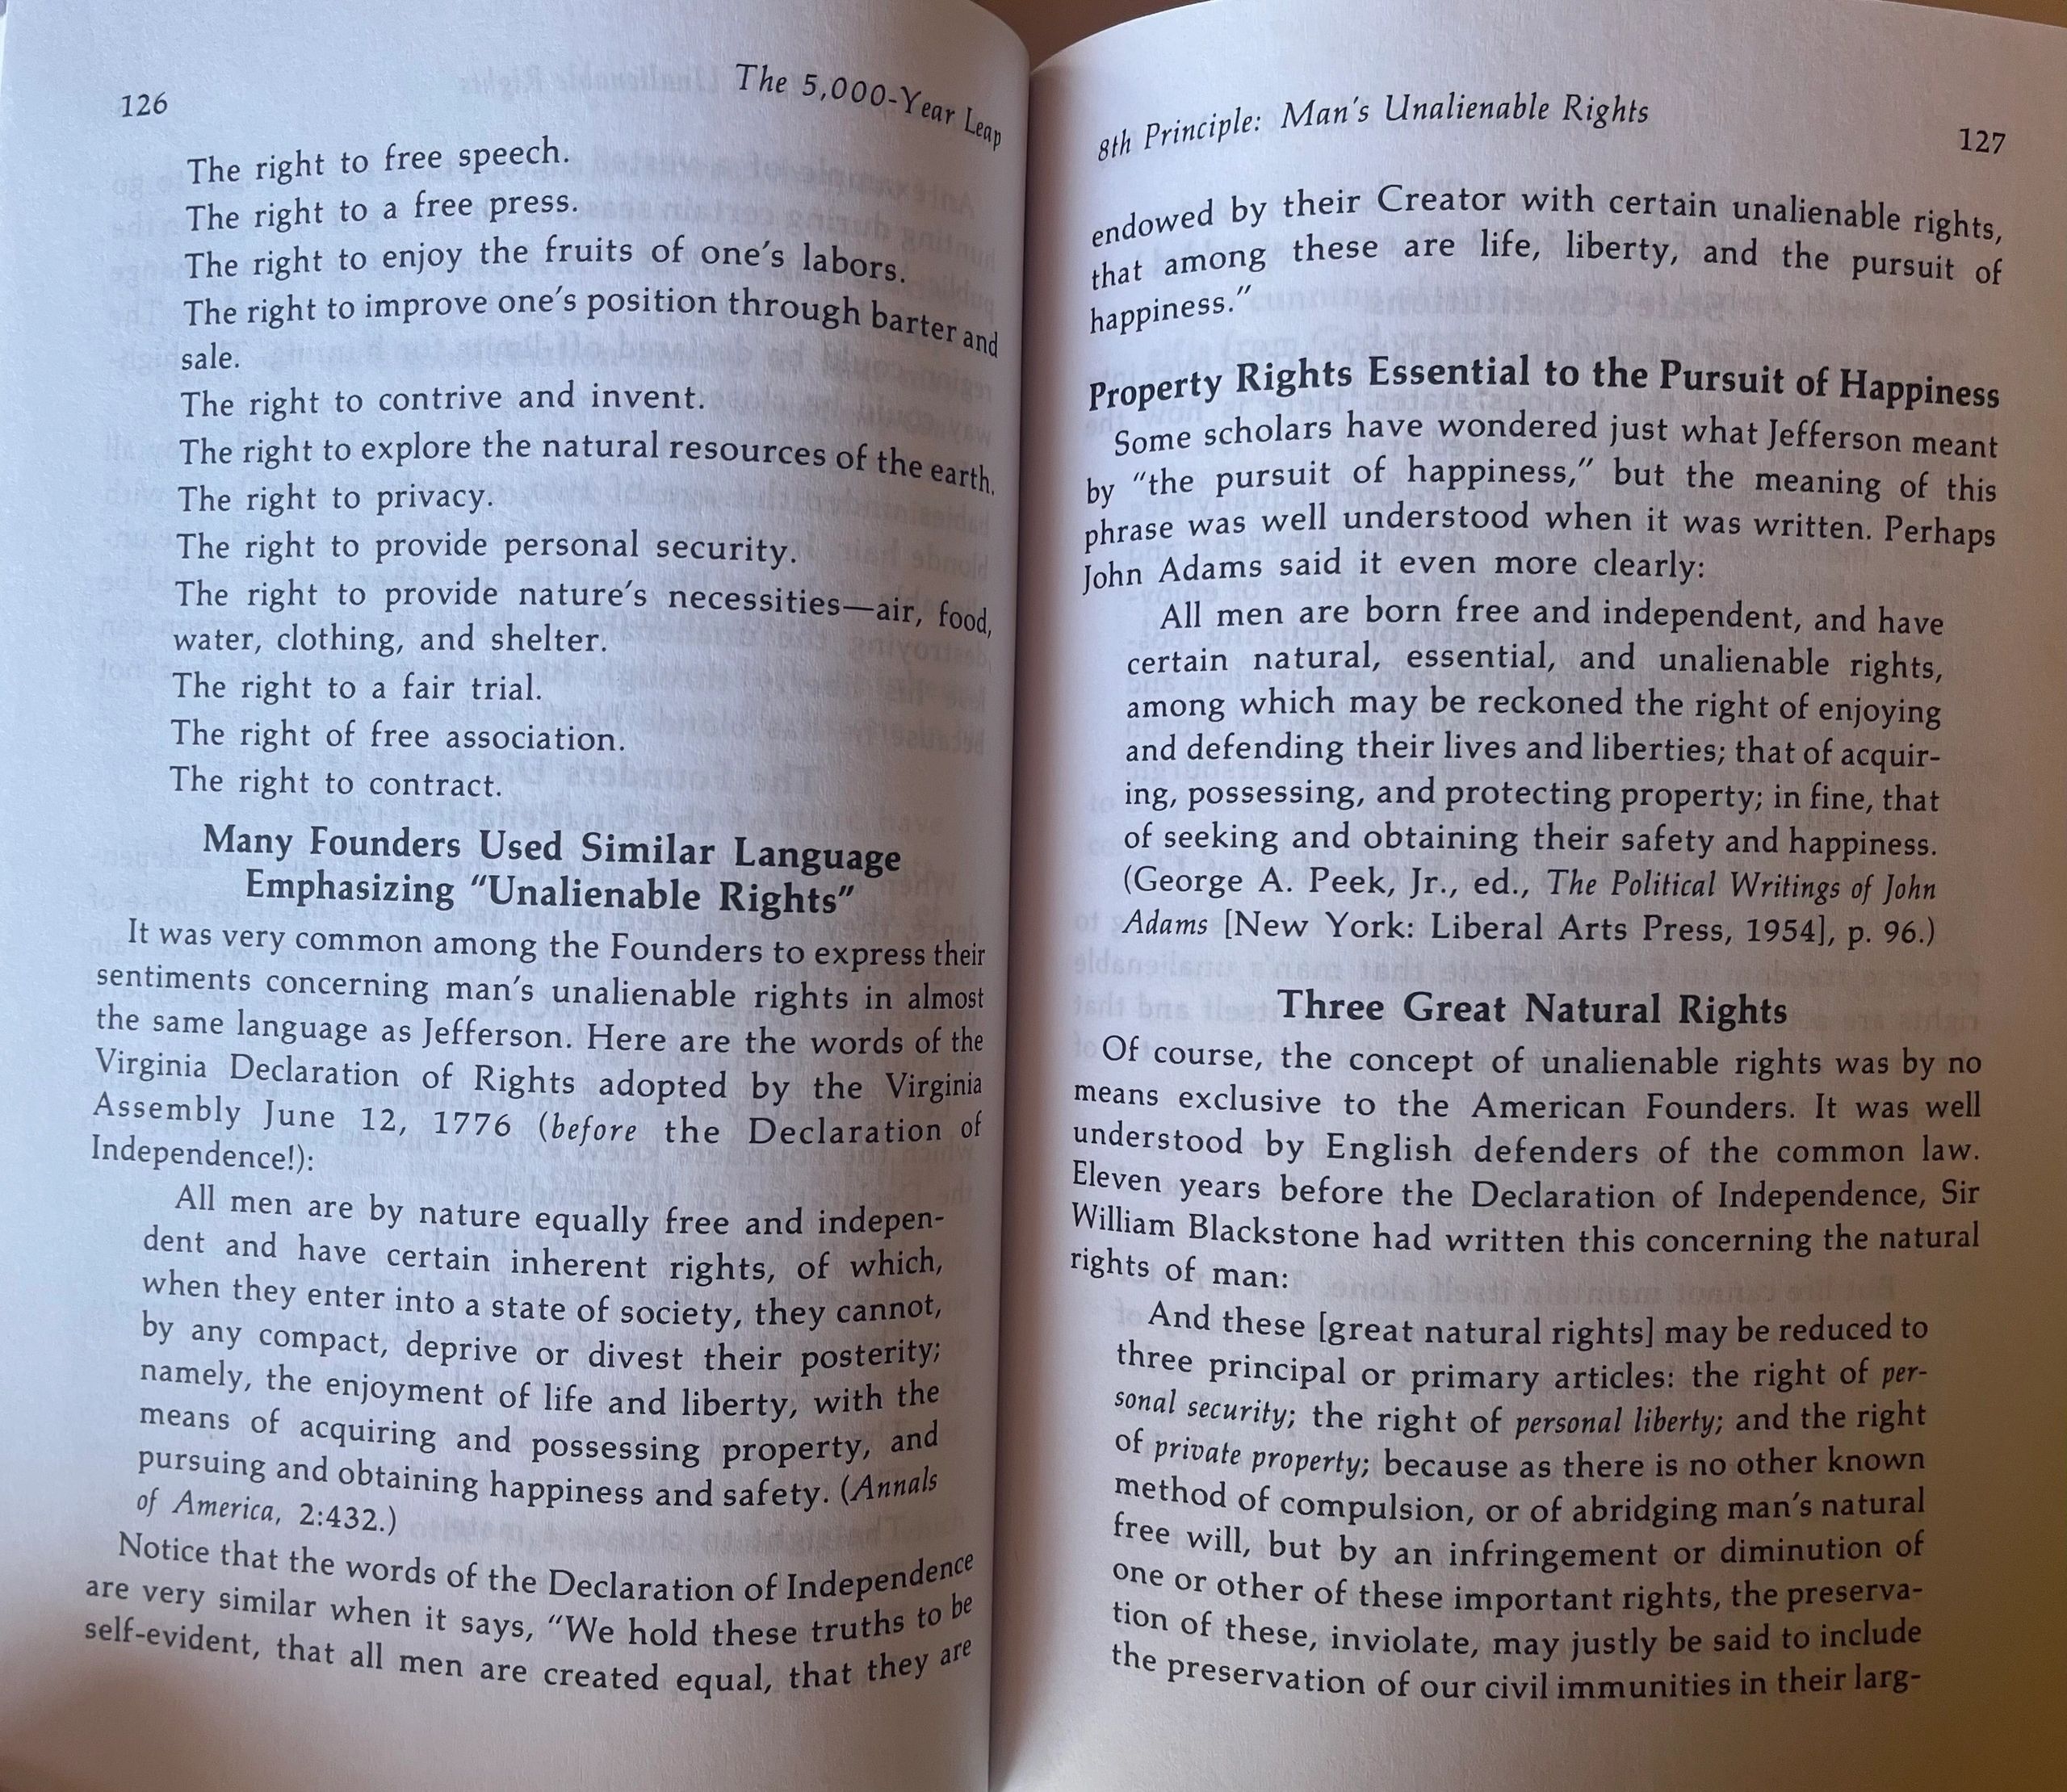 126
The 5,000-Year Leap
The right to free speech.
The right to a free press.
The right to enjoy the fruits of one's labors.
The right to improve one's position through barter and
sale.
The right to contrive and invent.
The right to explore the natural resources of the earth.
The right to privacy.
The right to provide personal security.
The right to provide nature's necessities—air, food,
water, clothing, and shelter.
The right to a fair trial.
The right of free association.
The right to contract.
Many Founders Used Similar Language
Emphasizing "Unalienable Rights"
It was very common among the Founders to express their
sentiments concerning man's unalienable rights in almost
the same language as Jefferson. Here are the words of the
Virginia Declaration of Rights adopted by the Virginia
Assembly June 12, 1776 (before the Declaration of
Independence!):
All men are by nature equally free and indepen-
dent and have certain inherent rights, of which,
when they enter into a state of society, they cannot,
by any compact, deprive or divest their posterity;
namely, the enjoyment of life and liberty, with the
means of acquiring and possessing property, and
pursuing and obtaining happiness and safety. (Annals
of America, 2:432.)
Notice that the words of the Declaration of Independence
are very similar when it says, "We hold these truths to be
self-evident, that all men are created equal, that they are
8th Principle: Man's Unalienable Rights
127
endowed by their Creator with certain unalienable rights,
that among these are life, liberty, and the pursuit of
happiness."
Property Rights Essential to the Pursuit of Happiness
Some scholars have wondered just what Jefferson meant
by "the pursuit of happiness," but the meaning of this
phrase was well understood when it was written. Perhaps
John Adams said it even more clearly:
All men are born free and independent, and have
certain natural, essential, and unalienable rights,
among which may be reckoned the right of enjoying
and defending their lives and liberties; that of acquir-
ing, possessing, and protecting property; in fine, that
of seeking and obtaining their safety and happiness.
(George A. Peek, Jr., ed., The Political Writings of John
Adams [New York: Liberal Arts Press, 1954], p. 96.)
Three Great Natural Rights
Of course, the concept of unalienable rights was by no
means exclusive to the American Founders. It was well
understood by English defenders of the common law.
Eleven years before the Declaration of Independence, Sir
William Blackstone had written this concerning the natural
rights of man:
And these [great natural rights] may be reduced to
three principal or primary articles: the right of per-
sonal security; the right of personal liberty; and the right
of private property; because as there is no other known
method of compulsion, or of abridging man's natural
free will, but by an infringement or diminution of
one or other of these important rights, the preserva-
tion of these, inviolate, may justly be said to include
the preservation of our civil immunities in their larg-